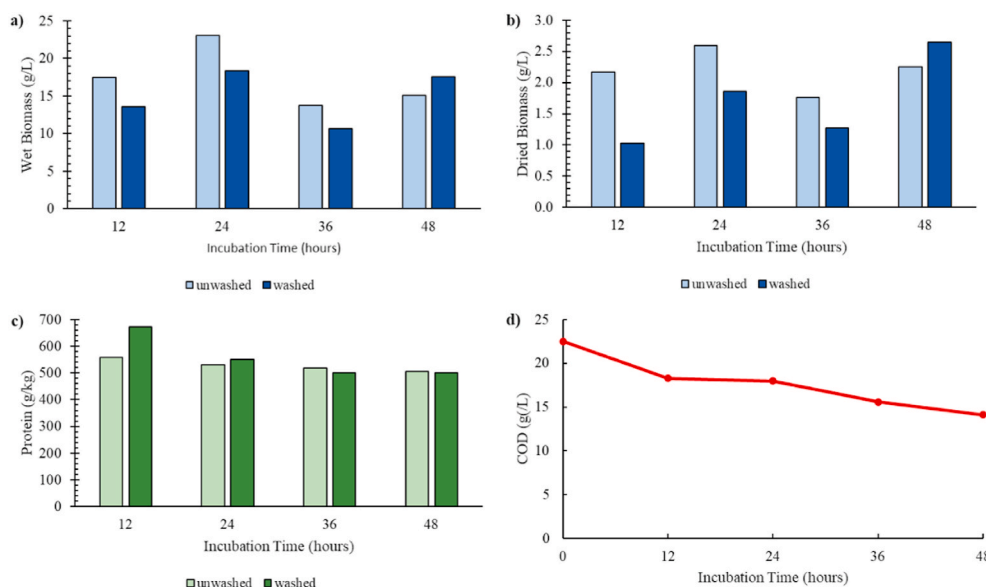 a)
Wet Biomass (g/L)
25
20
15
10
5
0
12 24 36 48
Incubation Time (hours)
unwashed washed
b)
Dried Biomass (g/L)
3.0
2.5
2.0
1.5
1.0
0.5
0.0
12 24 36 48
Incubation Time (hours)
unwashed washed
c)
Protein (g/kg)
700
600
500
400
300
200
100
0
12 24 36 48
Incubation Time (hours)
unwashed washed
d)
COD (g(/L)
25
20
15
10
5
0
0 12 24 36 48
Incubation Time (hours)